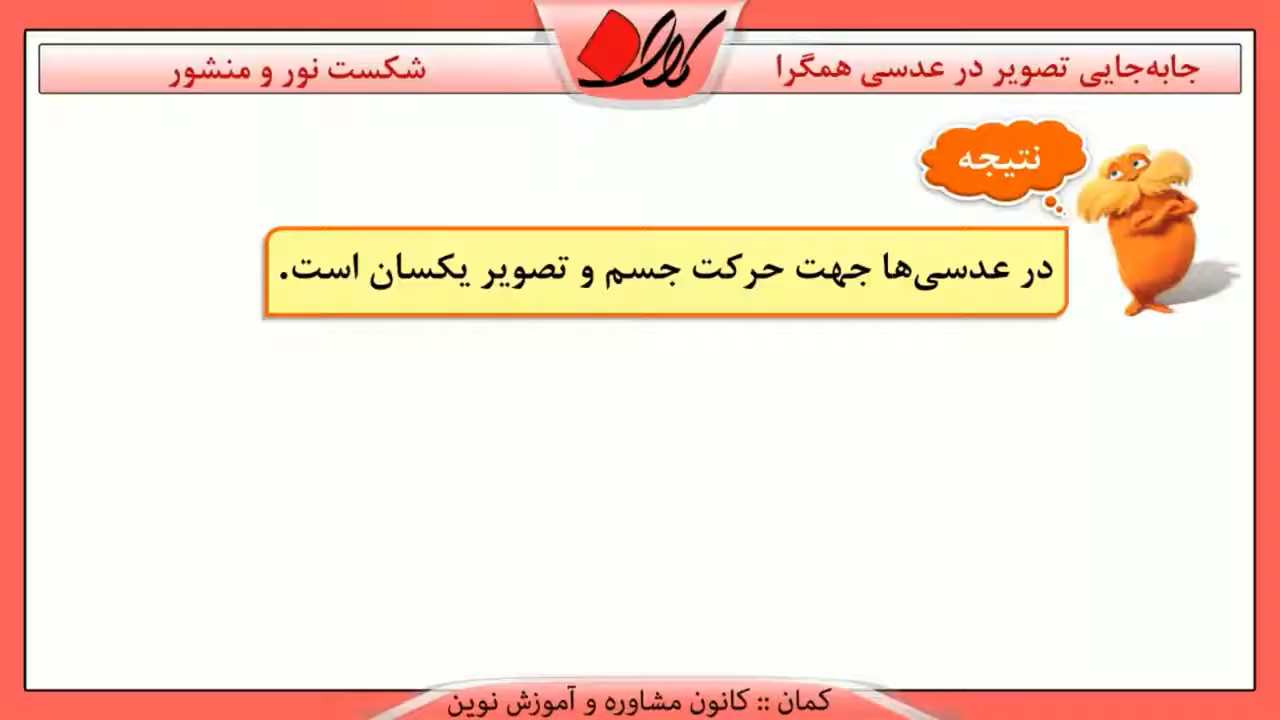 جابه‌جایی تصویر در عدسی همگرا
کمان
شکست نور و منشور
نتیجه
در عدسی‌ها جهت حرکت جسم و تصویر یکسان است.
کمان :: کانون مشاوره و آموزش نوین